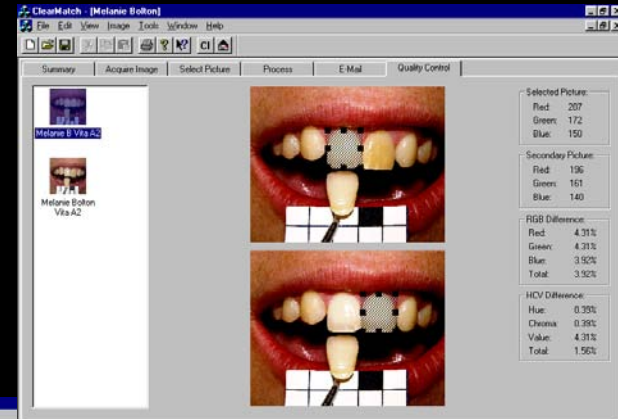 ClearMatch - [Melanie Bolton]
File Edit View Image Tools Window Help
CI
Summary Acquire Image Select Picture Process E-Mail Quality Control
Melanie B Vita A2
Melanie Bolton
Vita A2
Selected Picture:
Red: 207
Green: 172
Blue: 150
Secondary Picture:
Red: 196
Green: 161
Blue: 140
RGB Difference:
Red: 4.31%
Green: 4.31%
Blue: 3.92%
Total: 3.92%
HCV Difference:
Hue: 0.39%
Chroma: 0.39%
Value: 4.31%
Total: 1.56%